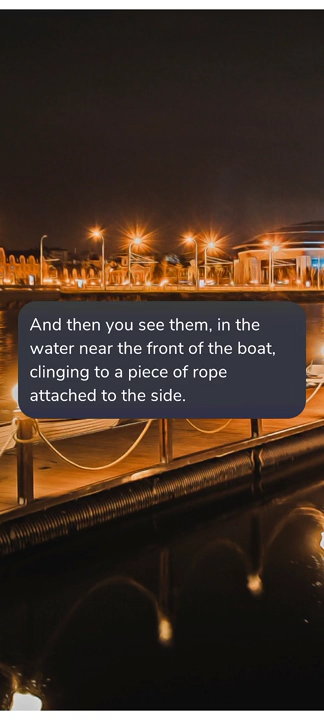 And then you see them, in the
water near the front of the boat,
clinging to a piece of rope
attached to the side.